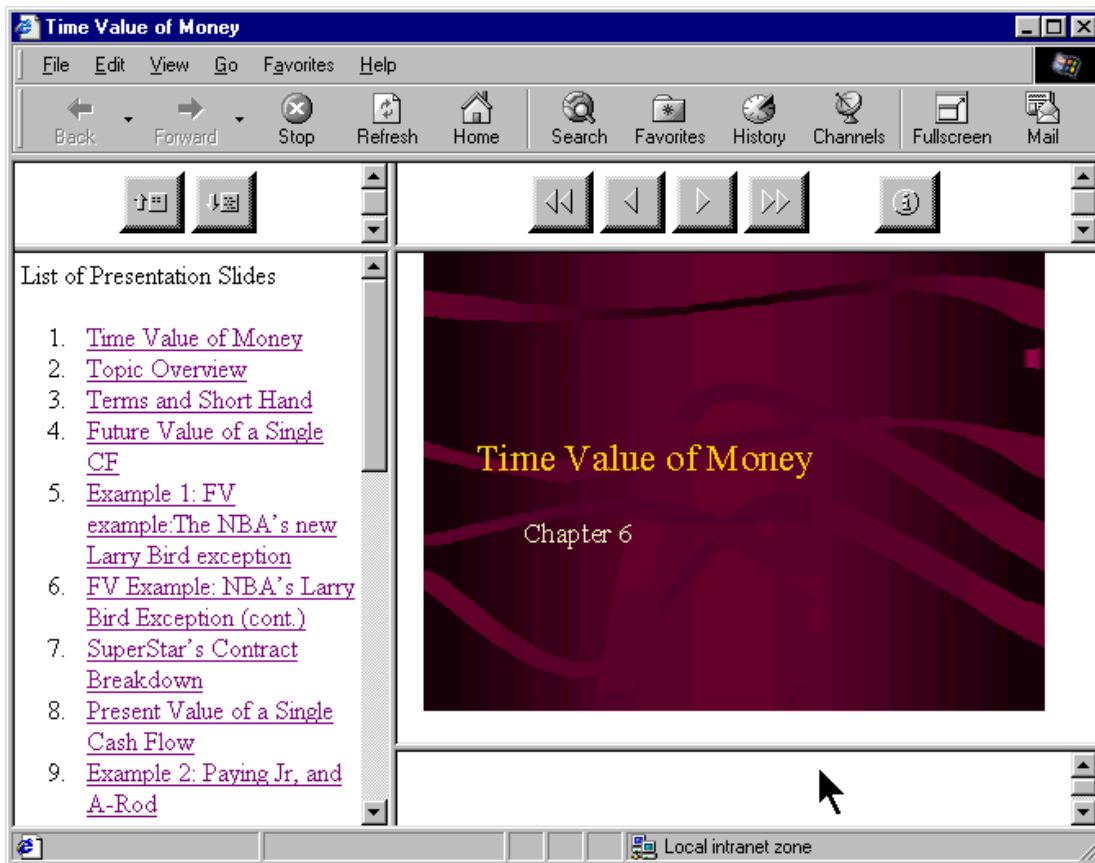 Time Value of Money
File Edit View Go Favorites Help
Back Forward Stop Refresh Home Search Favorites History Channels Fullscreen Mail
List of Presentation Slides
1. Time Value of Money
2. Topic Overview
3. Terms and Short Hand
4. Future Value of a Single
CF
5. Example 1: FV
example:The NBA's new
Larry Bird exception
6. FV Example: NBA's Larry
Bird Exception (cont.)
7. SuperStar's Contract
Breakdown
8. Present Value of a Single
Cash Flow
9. Example 2: Paying Jr, and
A-Rod
Time Value of Money
Chapter 6
Local intranet zone